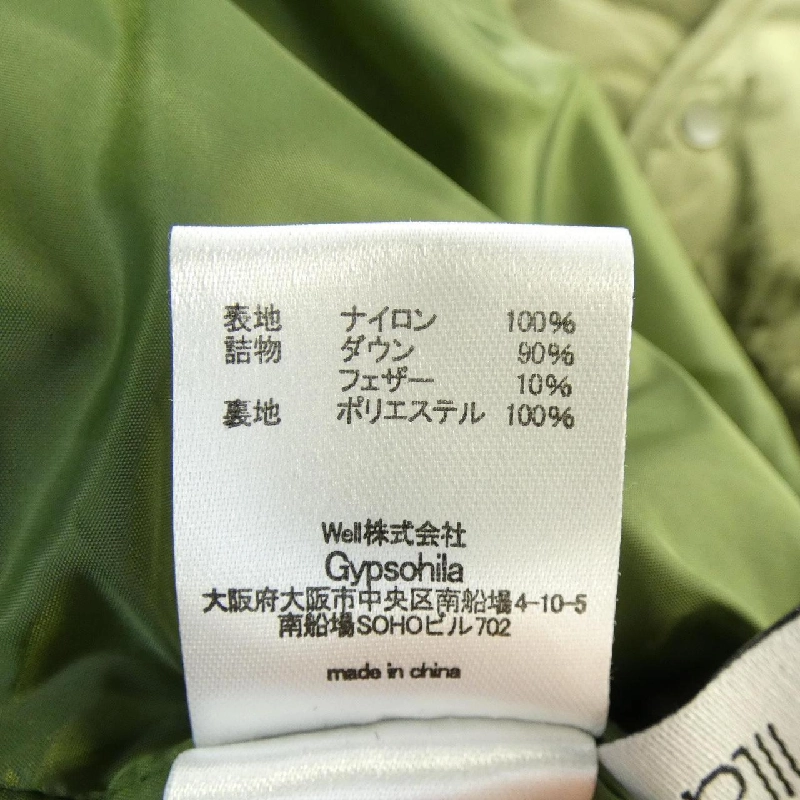 表地 ナイロン 100%
詰物 ダウン 90%
フェザー 10%
裏地 ポリエステル 100%
Well株式会社
Gypsohila
大阪府大阪市中央区南船場4-10-5
南船場SOHOビル702
made in china